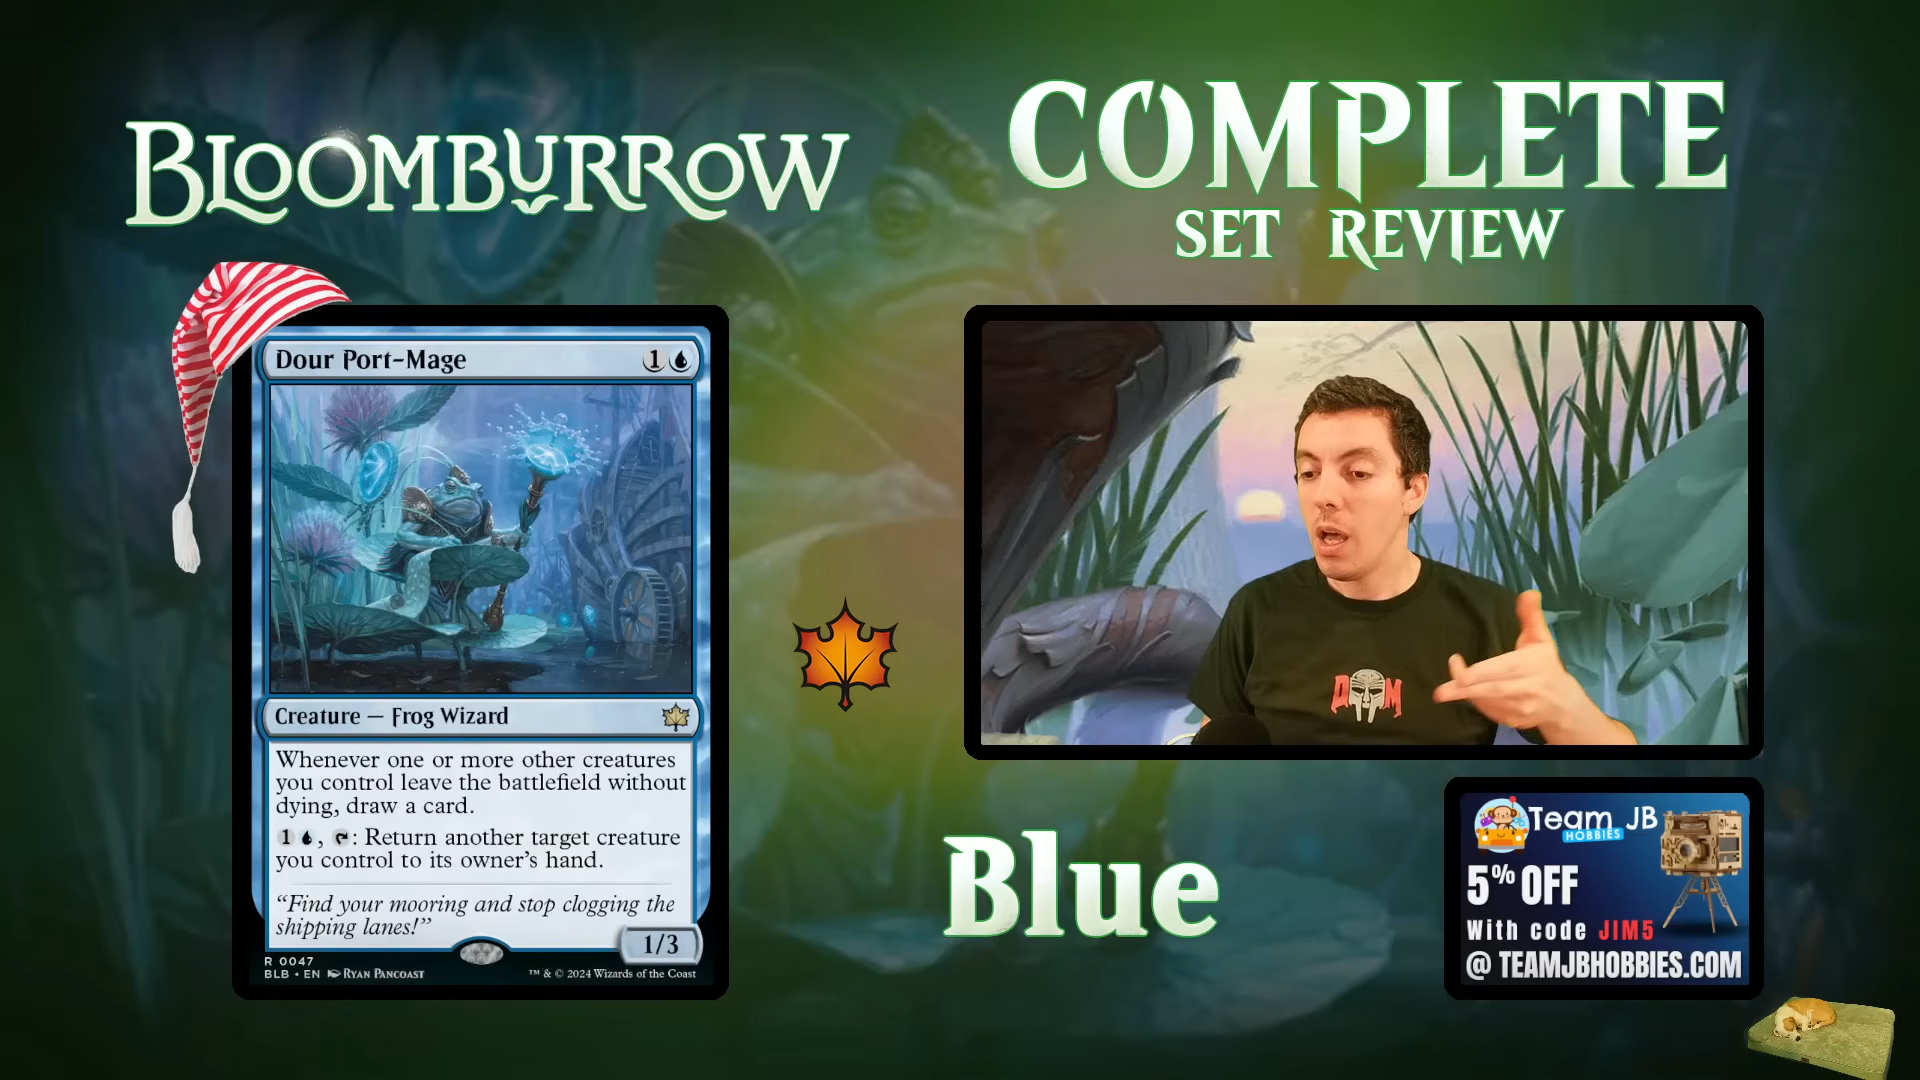 BLOOMBURROW
COMPLETE
SET REVIEW
Dour Port-Mage 1
Creature — Frog Wizard
Whenever one or more other creatures
you control leave the battlefield without
dying, draw a card.
1, : Return another target creature
you control to its owner's hand.
“Find your mooring and stop clogging the
shipping lanes!”
1/3
R 0047
BLB • EN RYAN PANCOAST
™ & © 2024 Wizards of the Coast
DOOM
Blue
Team JB
HOBBIES
5% OFF
With code JIM5
@ TEAMJBHOBBIES.COM